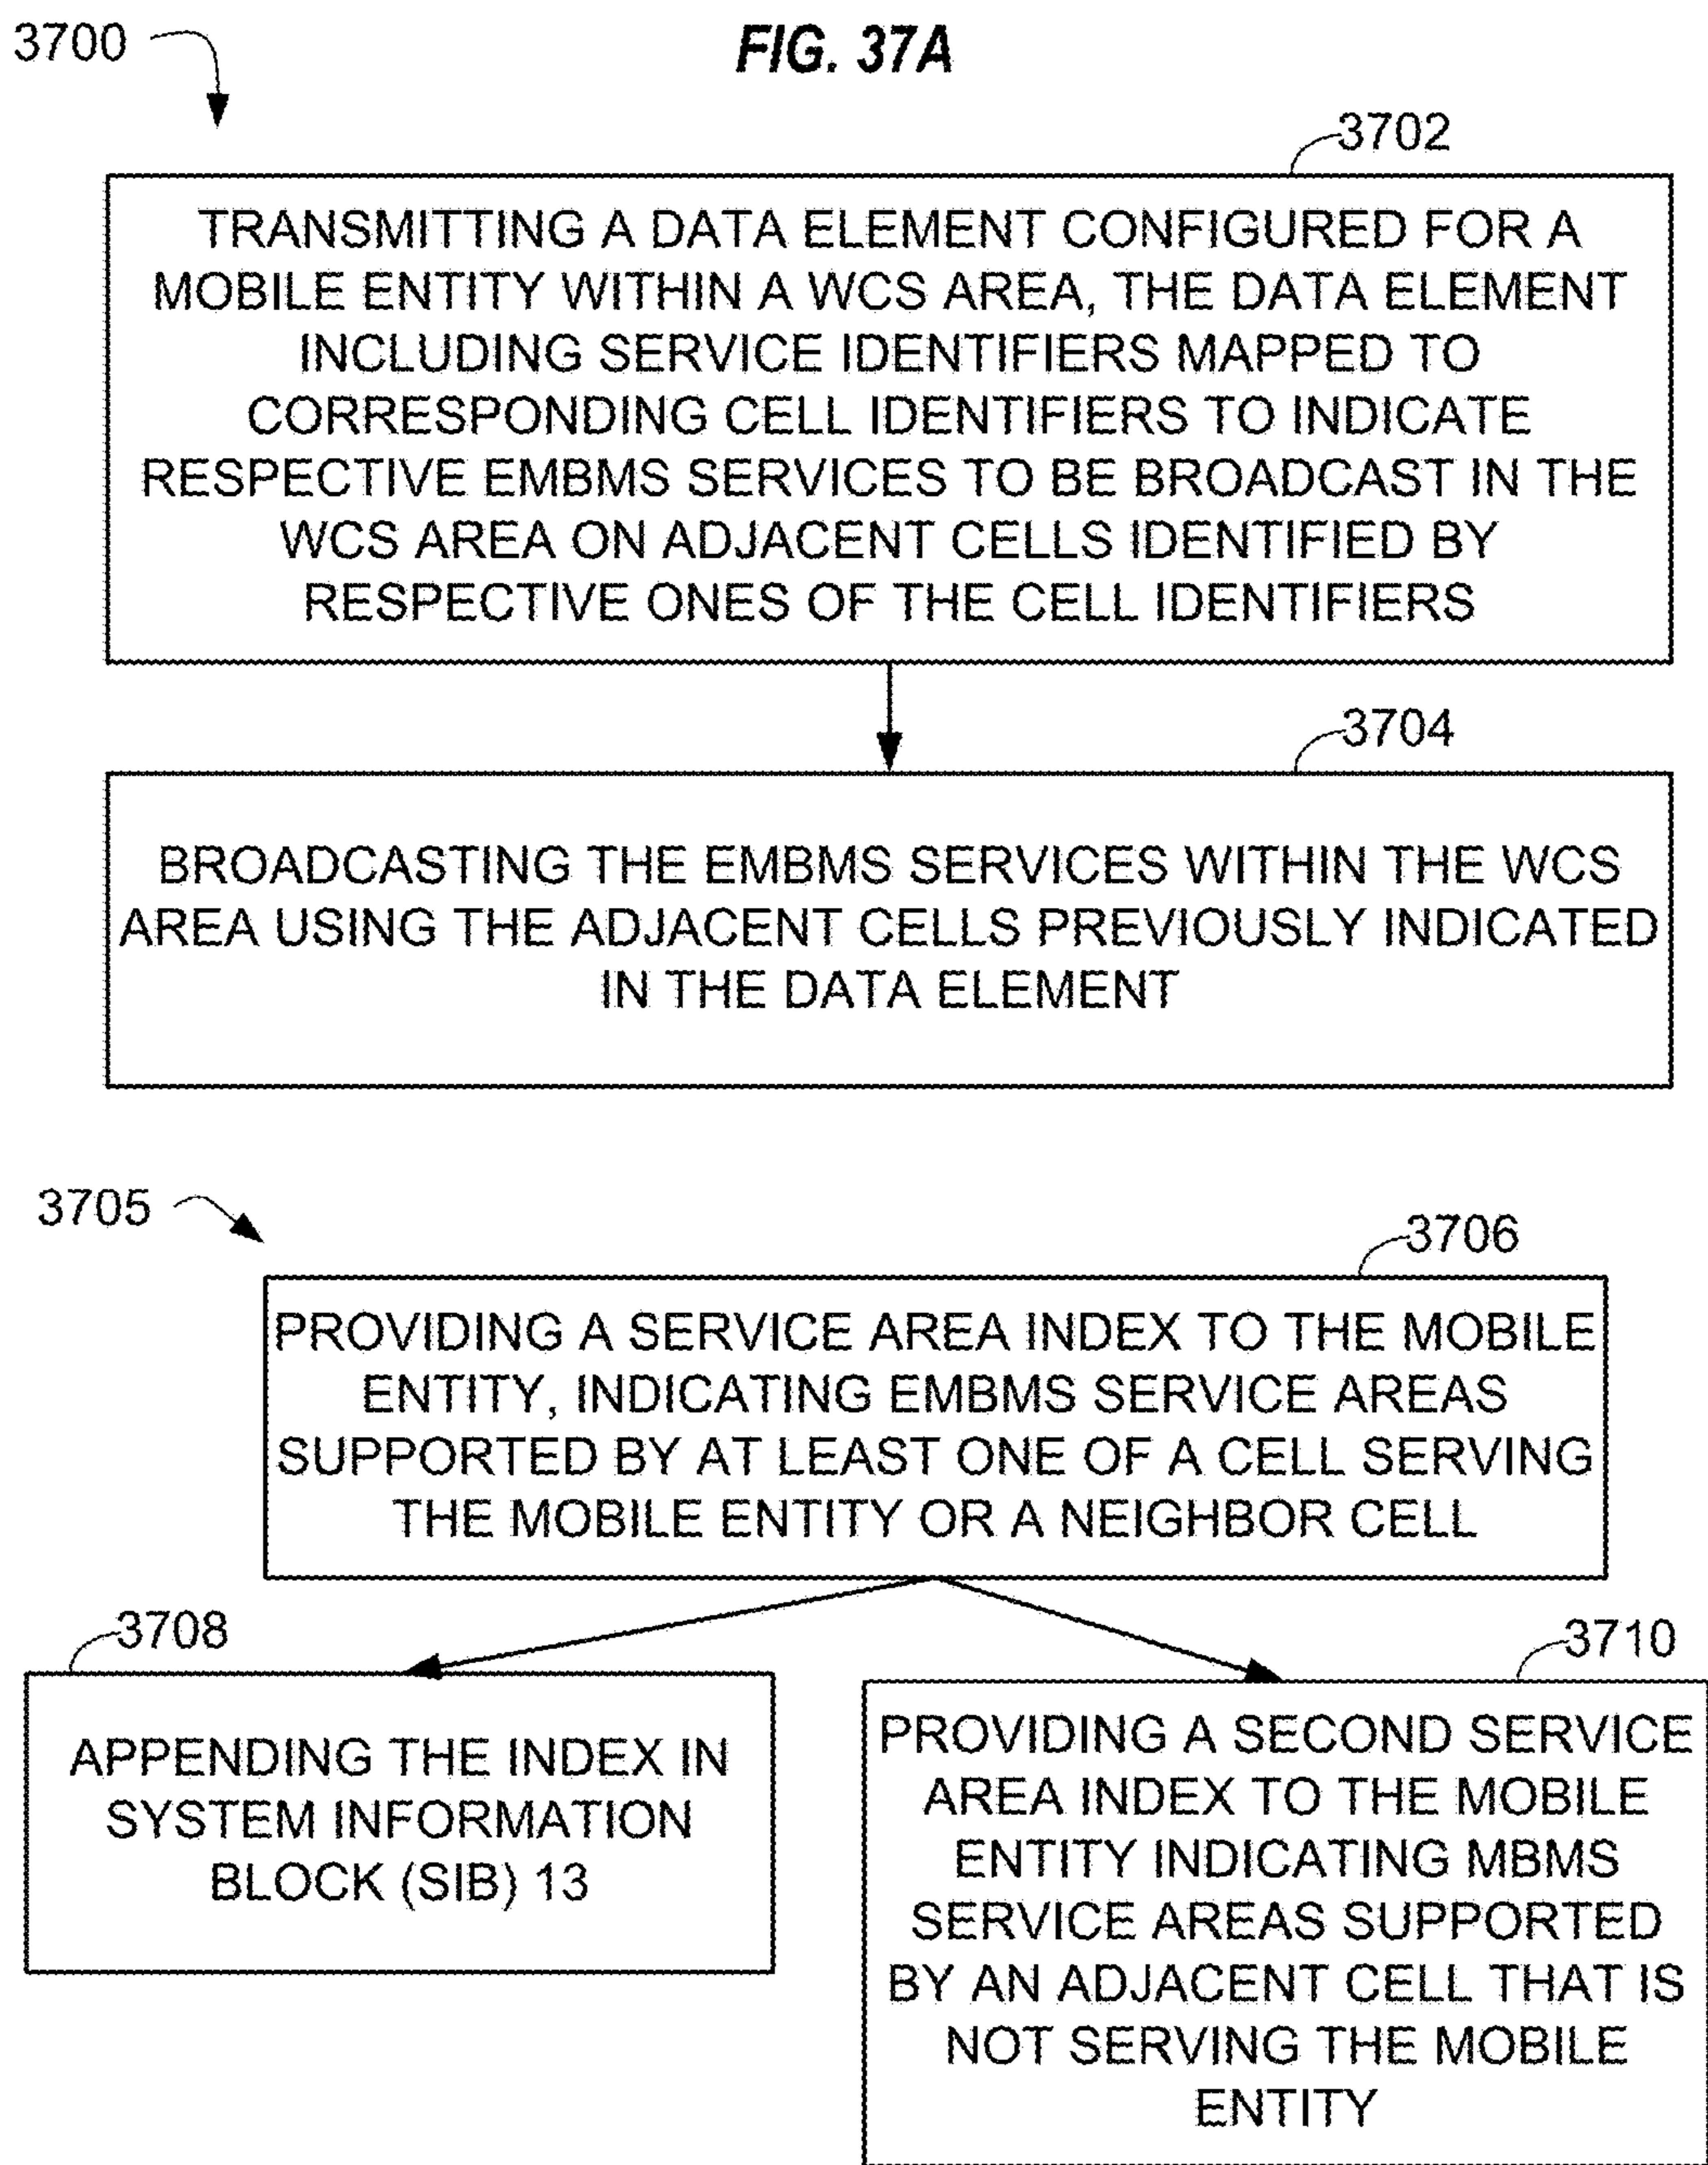 3700
FIG. 37A
3702
TRANSMITTING A DATA ELEMENT CONFIGURED FOR A
MOBILE ENTITY WITHIN A WCS AREA, THE DATA ELEMENT
INCLUDING SERVICE IDENTIFIERS MAPPED TO
CORRESPONDING CELL IDENTIFIERS TO INDICATE
RESPECTIVE EMBMS SERVICES TO BE BROADCAST IN THE
WCS AREA ON ADJACENT CELLS IDENTIFIED BY
RESPECTIVE ONES OF THE CELL IDENTIFIERS
3704
BROADCASTING THE EMBMS SERVICES WITHIN THE WCS
AREA USING THE ADJACENT CELLS PREVIOUSLY INDICATED
IN THE DATA ELEMENT
3705
3706
PROVIDING A SERVICE AREA INDEX TO THE MOBILE
ENTITY, INDICATING EMBMS SERVICE AREAS
SUPPORTED BY AT LEAST ONE OF A CELL SERVING
THE MOBILE ENTITY OR A NEIGHBOR CELL
3708
APPENDING THE INDEX IN
SYSTEM INFORMATION
BLOCK (SIB) 13
3710
PROVIDING A SECOND SERVICE
AREA INDEX TO THE MOBILE
ENTITY INDICATING MBMS
SERVICE AREAS SUPPORTED
BY AN ADJACENT CELL THAT IS
NOT SERVING THE MOBILE
ENTITY